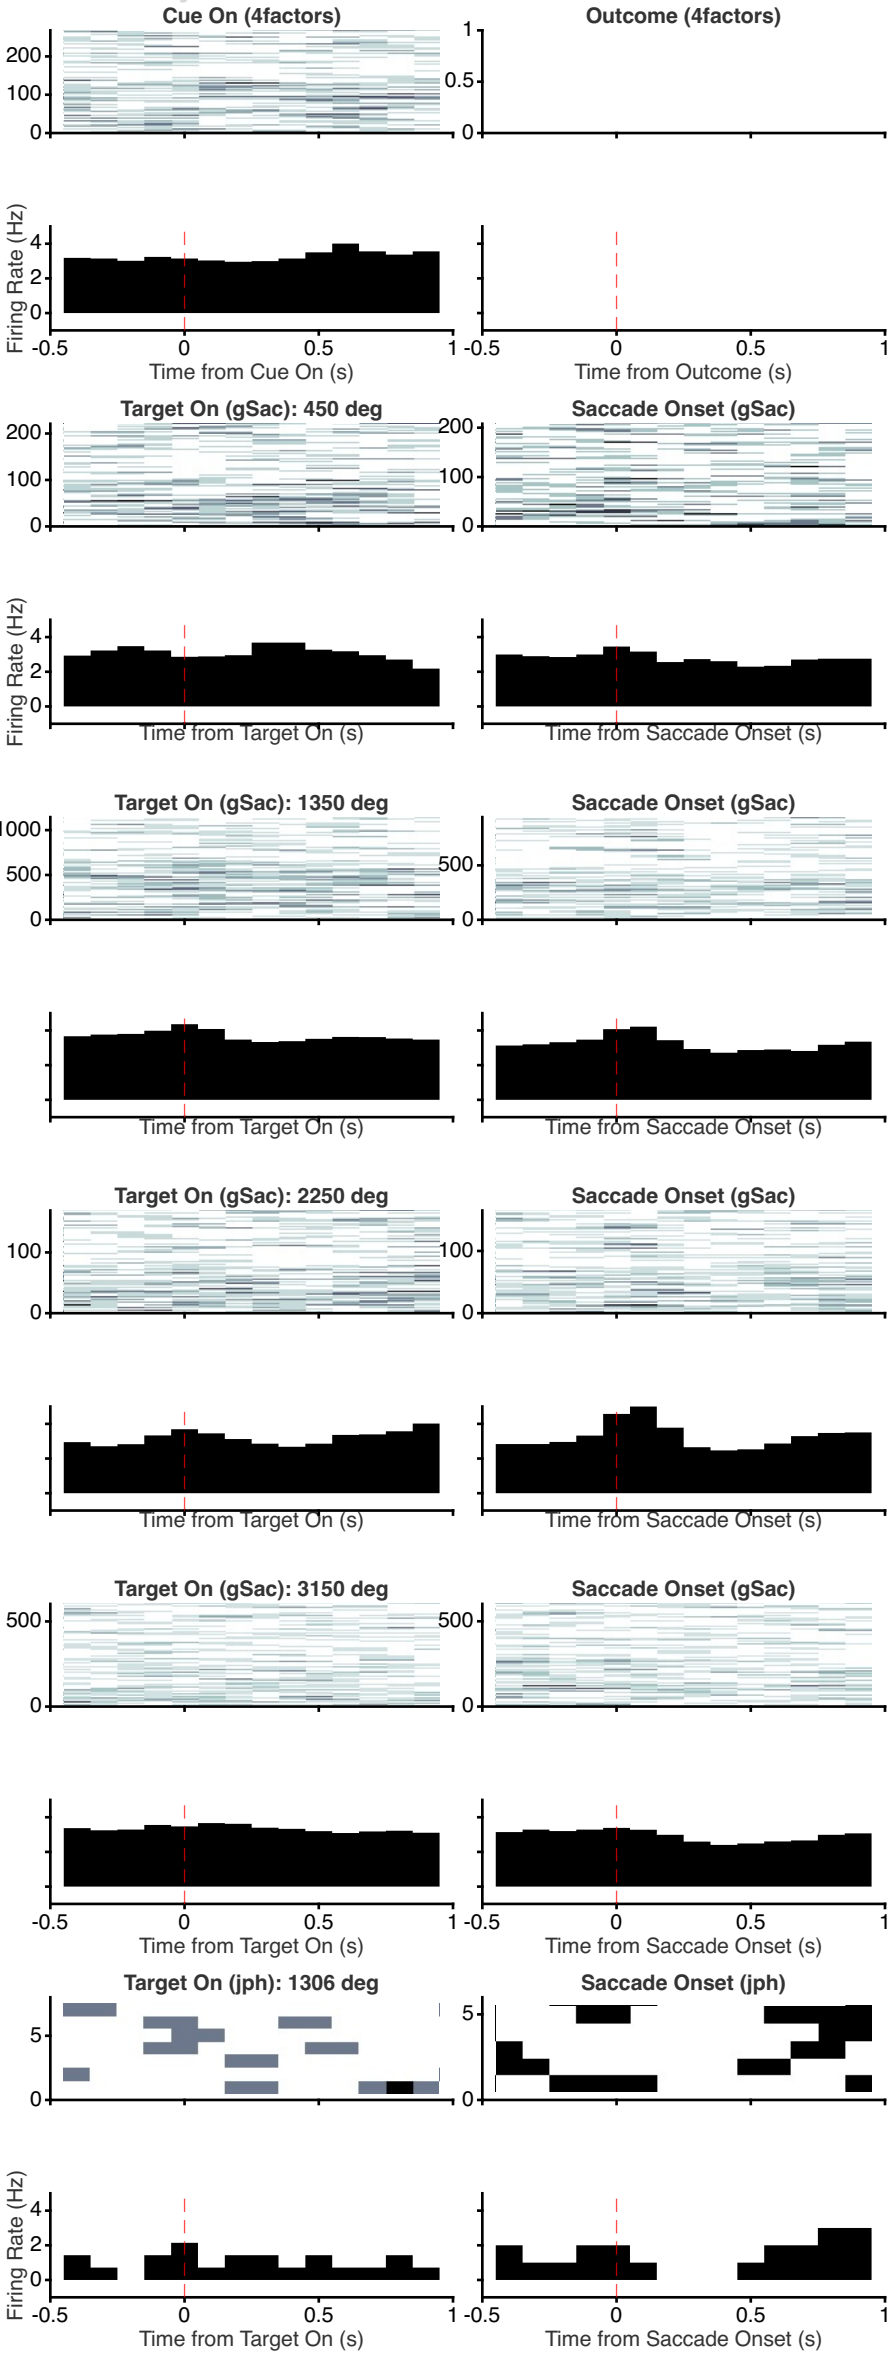 Cue On (4factors)
Outcome (4factors)
200
100
0
1
0.5
0
Firing Rate (Hz)
4
2
0
-0.5 0 0.5 1
Time from Cue On (s)
-0.5 0 0.5 1
Time from Outcome (s)
Target On (gSac): 450 deg
Saccade Onset (gSac)
200
100
0
200
100
0
Firing Rate (Hz)
4
2
0
Time from Target On (s)
Time from Saccade Onset (s)
Target On (gSac): 1350 deg
Saccade Onset (gSac)
1000
500
0
500
0
Time from Target On (s)
Time from Saccade Onset (s)
Target On (gSac): 2250 deg
Saccade Onset (gSac)
100
0
100
0
Time from Target On (s)
Time from Saccade Onset (s)
Target On (gSac): 3150 deg
Saccade Onset (gSac)
500
0
500
0
-0.5 0 0.5 1
Time from Target On (s)
-0.5 0 0.5 1
Time from Saccade Onset (s)
Target On (jph): 1306 deg
Saccade Onset (jph)
5
0
5
0
Firing Rate (Hz)
4
2
0
-0.5 0 0.5 1
Time from Target On (s)
-0.5 0 0.5 1
Time from Saccade Onset (s)